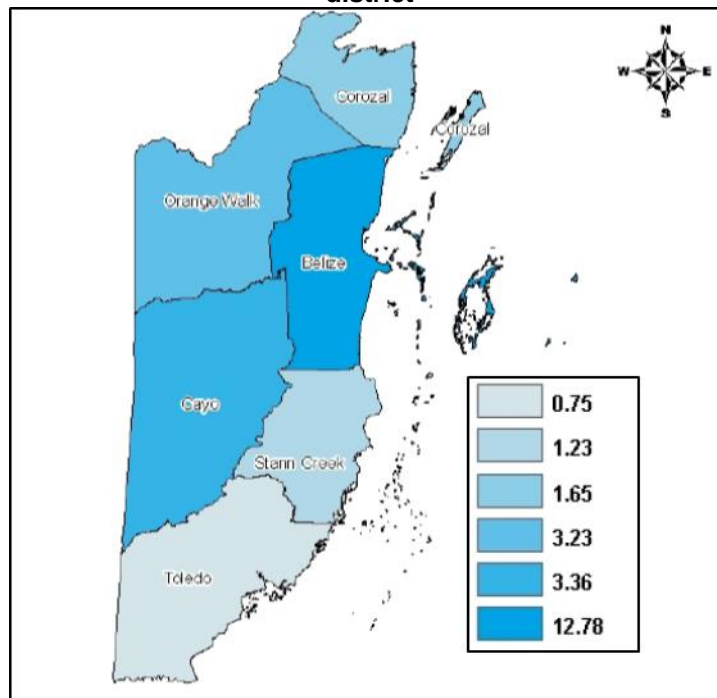 district
N
W E
S
Corozal
Corozal
Orange Walk
Belize
Cayo
Stann Creek
Toledo
0.75
1.23
1.65
3.23
3.36
12.78